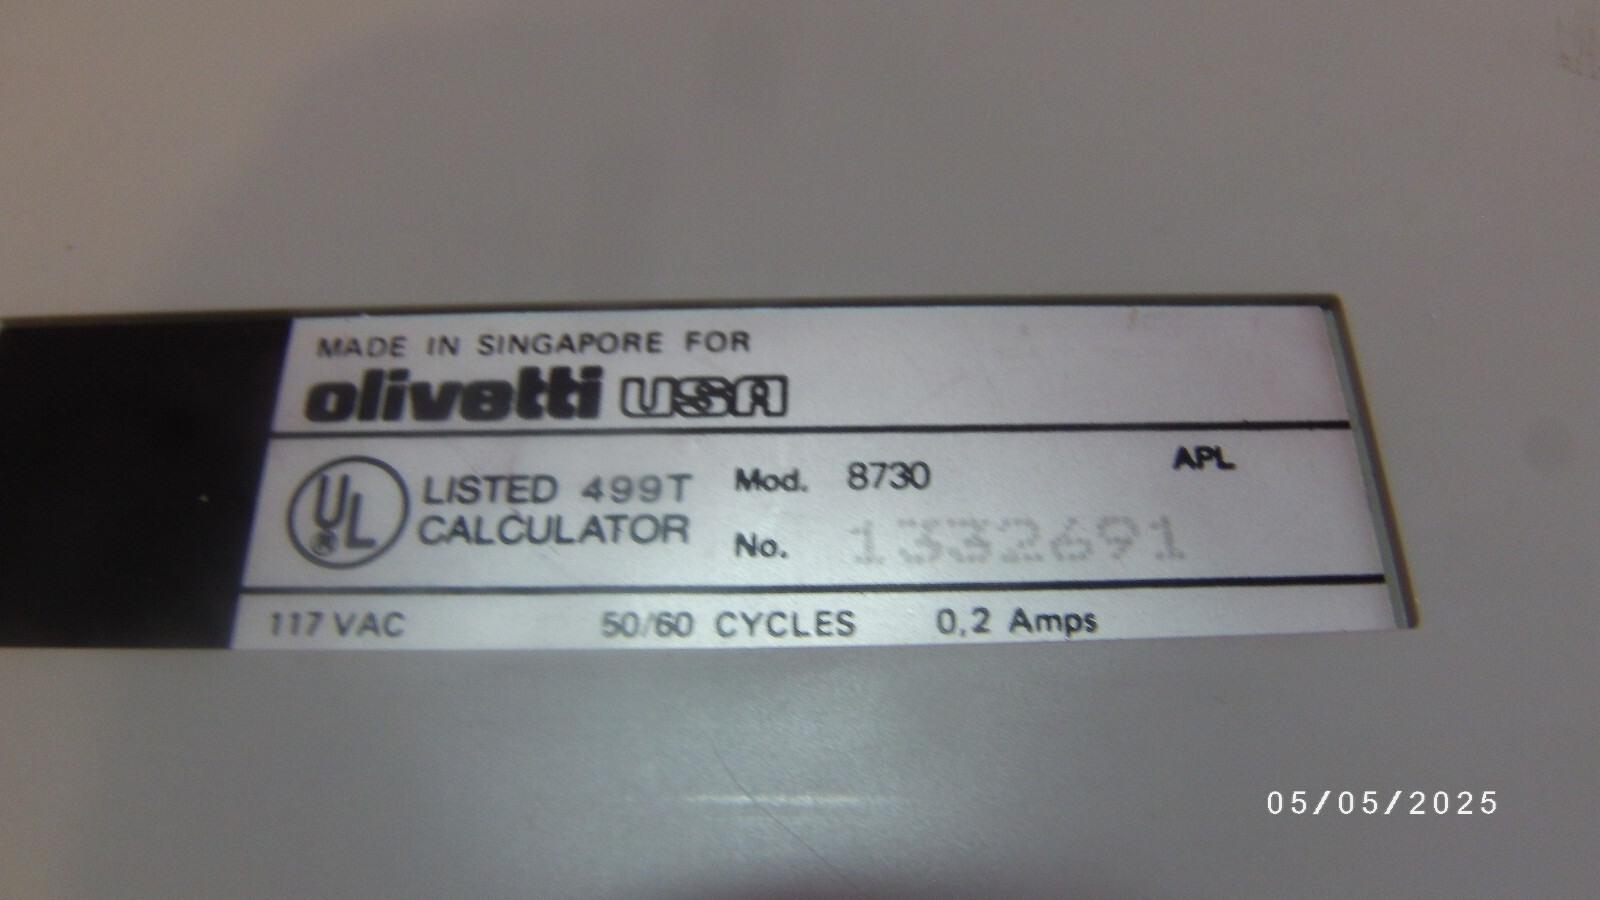 MADE IN SINGAPORE FOR
olivetti USA
UL® LISTED 499T CALCULATOR
Mod. 8730
APL
No. 1332691
117 VAC 50/60 CYCLES 0,2 Amps
05/05/2025